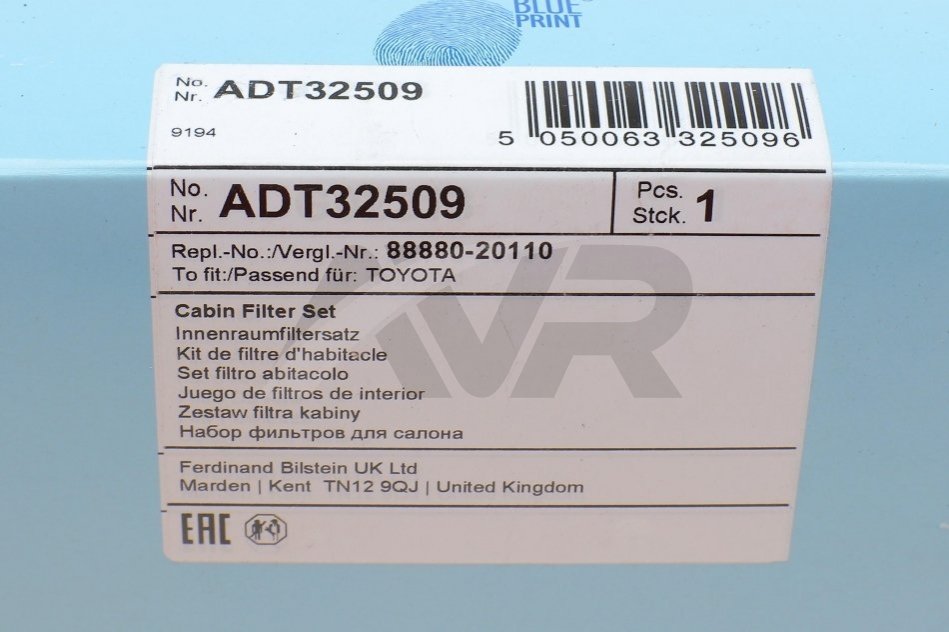 BLUE
PRINT
No.
Nr. ADT32509
9194
5 050063 325096
No.
Nr. ADT32509
Pcs.
Stck. 1
Repl.-No.:/Vergl.-Nr.: 88880-20110
To fit:/Passend für: TOYOTA
Cabin Filter Set
Innenraumfiltersatz
Kit de filtre d'habitacle
Set filtro abitacolo
Juego de filtros de interior
Zestaw filtra kabiny
Набор фильтров для салона
Ferdinand Bilstein UK Ltd
Marden | Kent TN12 9QJ | United Kingdom
EAC
VR